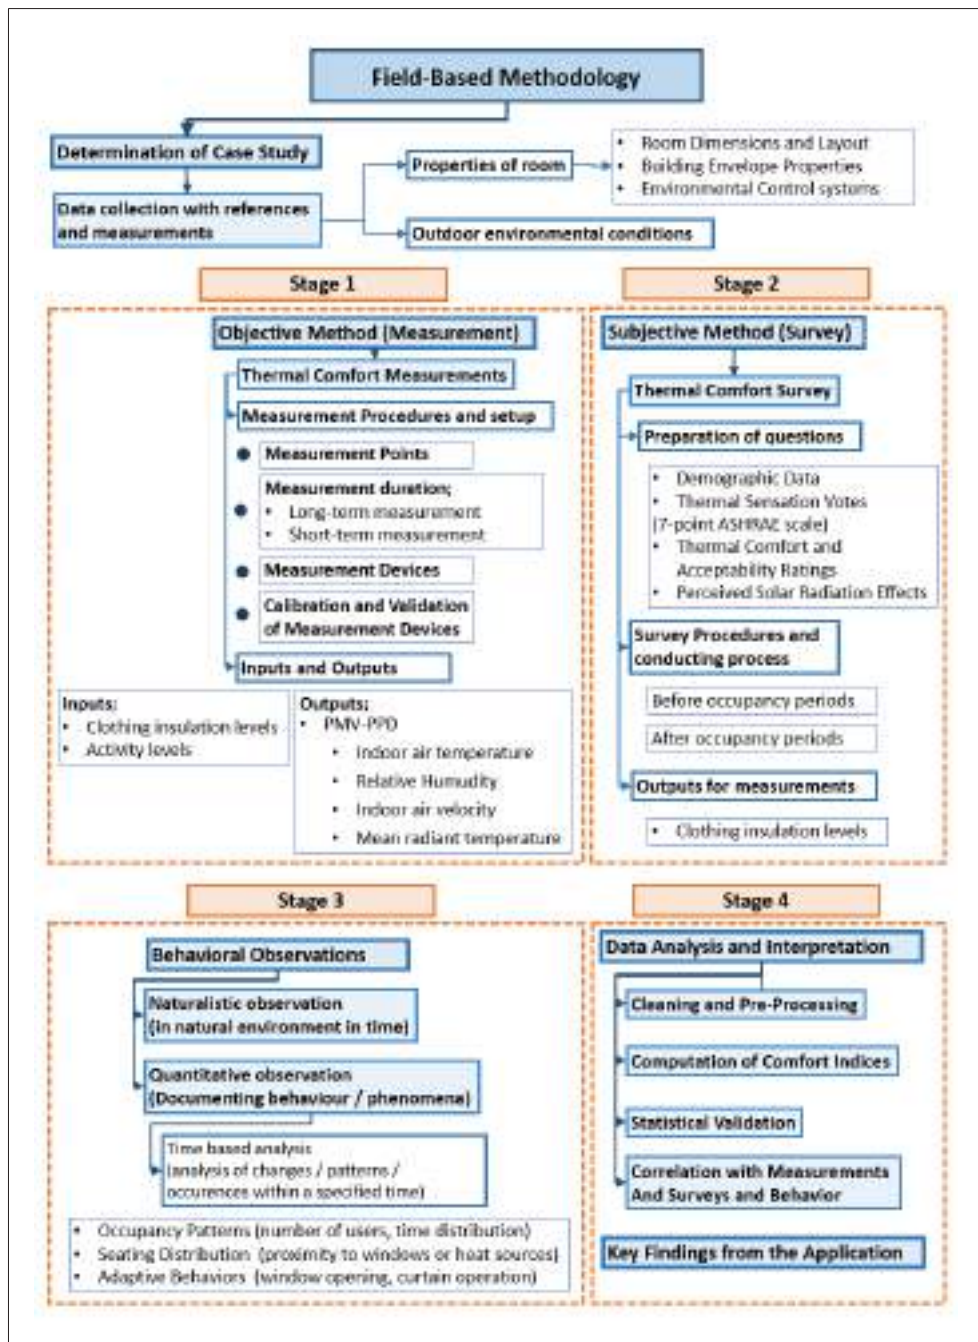 Field-Based Methodology
Determination of Case Study
Data collection with references
and measurements
Properties of room
• Room Dimensions and Layout
• Building Envelope Properties
• Environmental Control systems
Outdoor environmental conditions
Stage 1
Objective Method (Measurement)
Thermal Comfort Measurements
Measurement Procedures and setup
Measurement Points
Measurement duration;
• Long-term measurement
• Short-term measurement
Measurement Devices
Calibration and Validation
of Measurement Devices
Inputs and Outputs
Inputs;
• Clothing insulation levels
• Activity levels
Outputs;
• PMV-PPD
• Indoor air temperature
• Relative Humudity
• Indoor air velocity
• Mean radiant temperature
Stage 2
Subjective Method (Survey)
Thermal Comfort Survey
Preparation of questions
• Demographic Data
• Thermal Sensation Votes
(7-point ASHRAE scale)
• Thermal Comfort and
Acceptability Ratings
• Perceived Solar Radiation Effects
Survey Procedures and
conducting process
Before occupancy periods
After occupancy periods
Outputs for measurements
• Clothing insulation levels
Stage 3
Behavioral Observations
Naturalistic observation
(in natural environment in time)
Quantitative observation
(Documenting behaviour / phenomena)
Time based analysis
(analysis of changes / patterns /
occurences within a specified time)
• Occupancy Patterns (number of users, time distribution)
• Seating Distribution (proximity to windows or heat sources)
• Adaptive Behaviors (window opening, curtain operation)
Stage 4
Data Analysis and Interpretation
Cleaning and Pre-Processing
Computation of Comfort Indices
Statistical Validation
Correlation with Measurements
And Surveys and Behavior
Key Findings from the Application